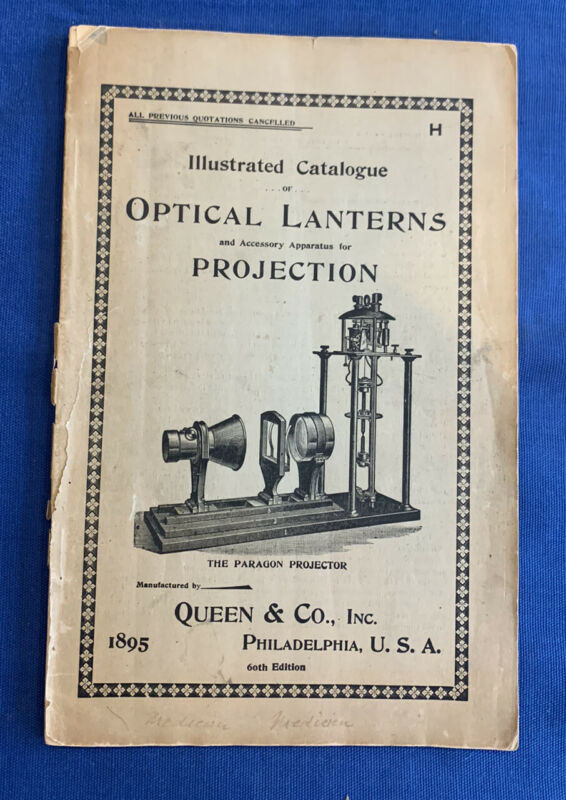 ALL PREVIOUS QUOTATIONS CANCELLED
H
Illustrated Catalogue
...OF...
OPTICAL LANTERNS
and Accessory Apparatus for
PROJECTION
THE PARAGON PROJECTOR
Manufactured by
QUEEN & CO., INC.
1895 PHILADELPHIA, U. S. A.
60th Edition